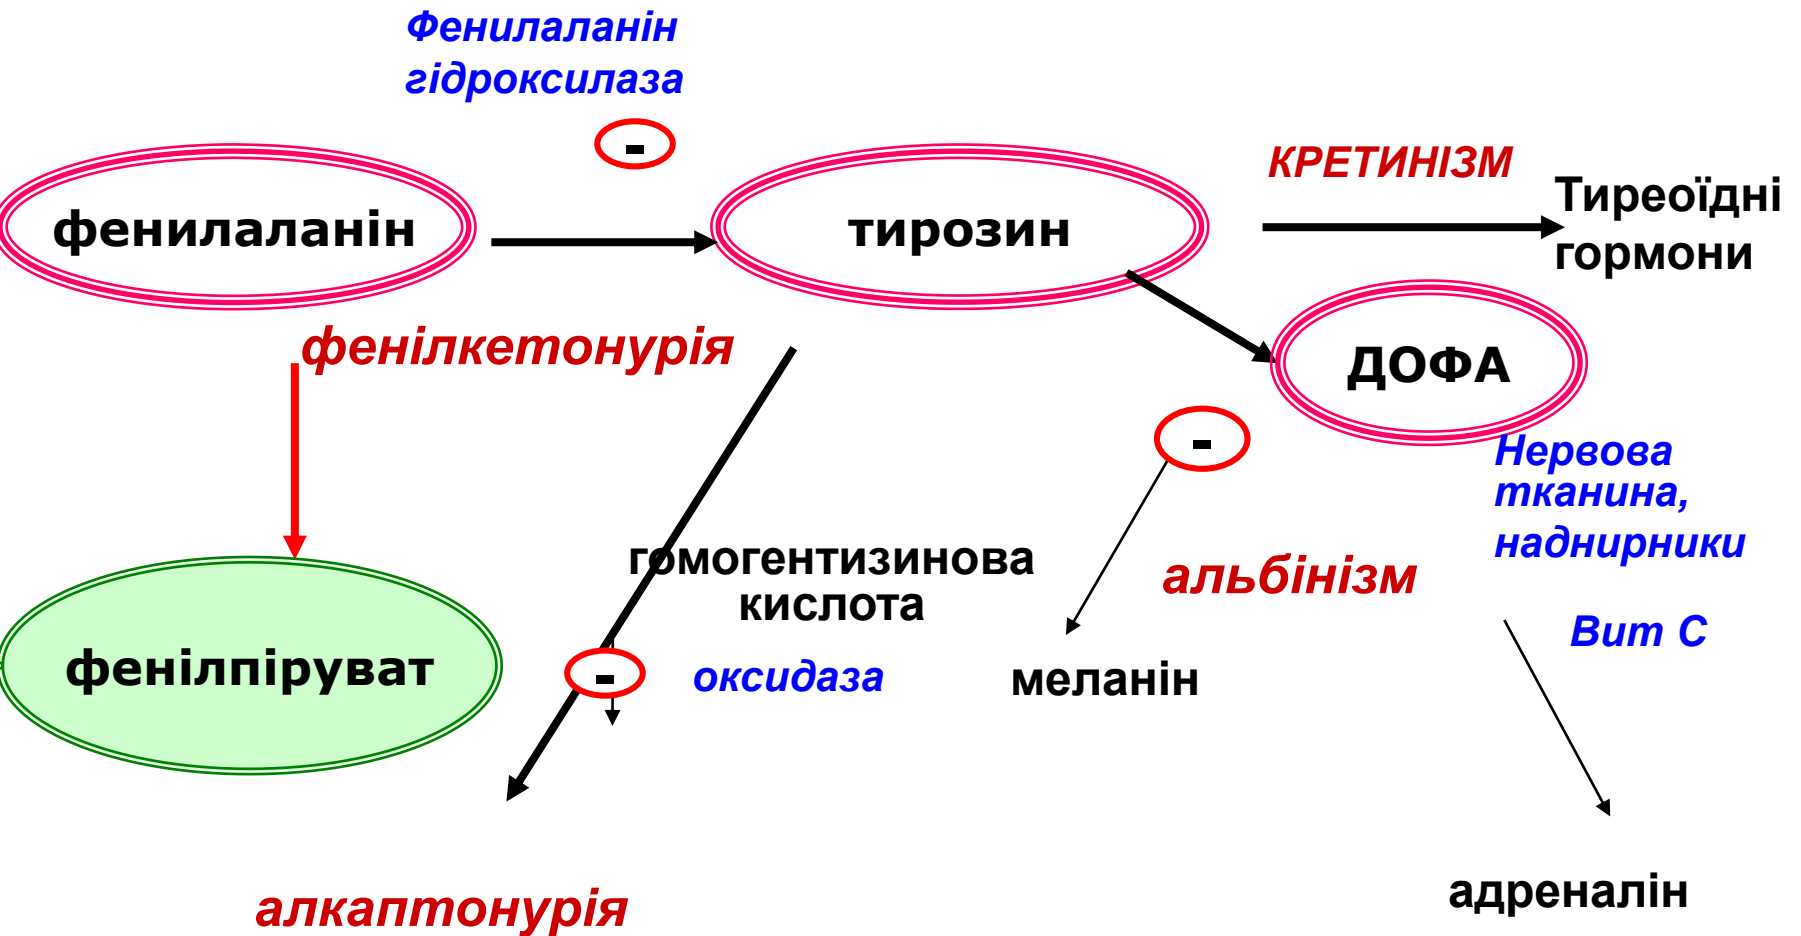 Фенилаланін
гідроксилаза
-
КРЕТИНІЗМ
Тиреоїдні
гормони
фенилаланін
тирозин
фенілкетонурія
ДОФА
-
Нервова
тканина,
наднирники
гомогентизинова
кислота
альбінізм
Вит С
фенілпіруват
-
оксидаза
меланін
адреналін
алкаптонурія